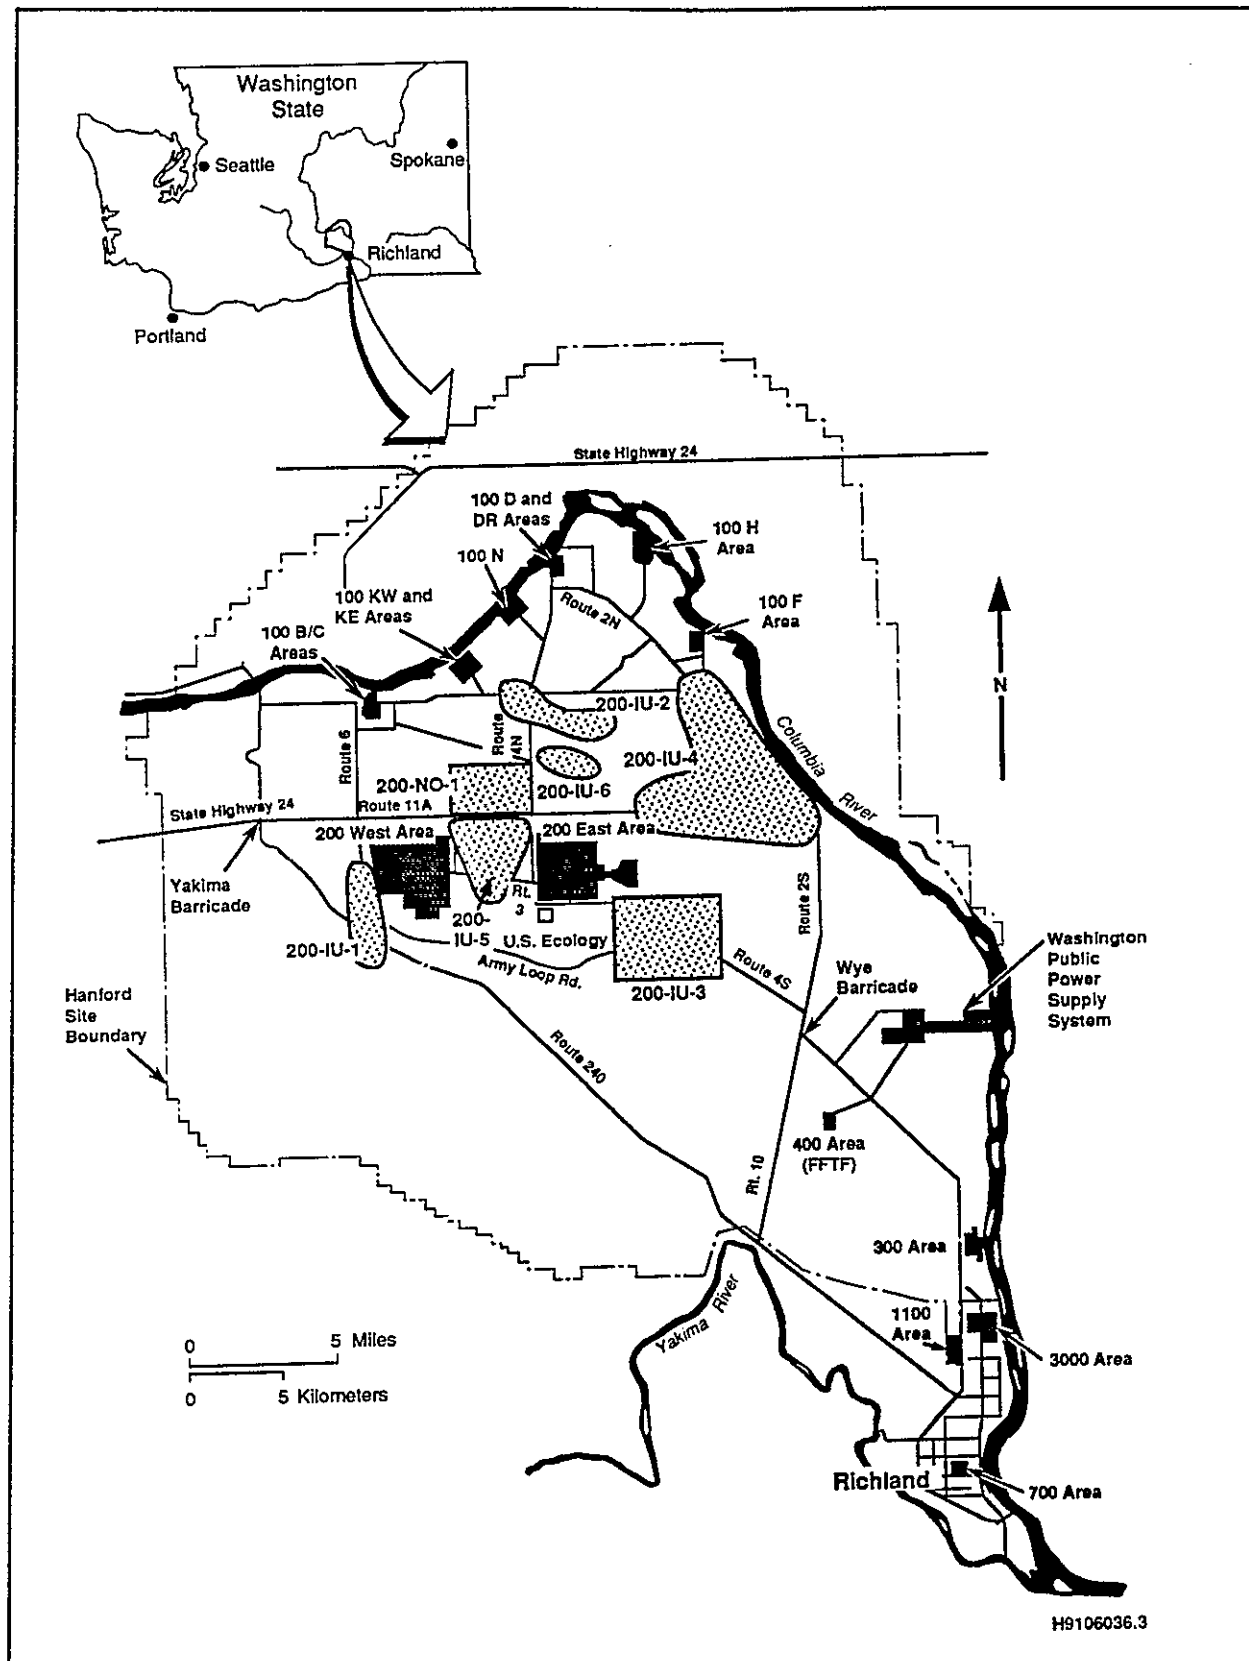 Washington
State
Seattle
Spokane
Richland
Portland
State Highway 24
100 D and
DR Areas
100 H
Area
100 N
100 KW and
KE Areas
Route 2N
100 F
Area
100 B/C
Areas
N
200-IU-2
Columbia
River
Route 6
Route
/4N
200-IU-4
200-NO-1
200-IU-6
Route 11A
State Highway 24
200 West Area
200 East Area
Yakima
Barricade
Rt.
3
Route 2S
200-
IU-5
U.S. Ecology
200-IU-1
Army Loop Rd.
Route 4S
Wye
Barricade
Washington
Public
Power
Supply
System
200-IU-3
Hanford
Site
Boundary
Route 240
400 Area
(FFTF)
Rt. 10
300 Area
Yakima
River
1100
Area
3000 Area
0 5 Miles
0 5 Kilometers
Richland
700 Area
H9106036.3